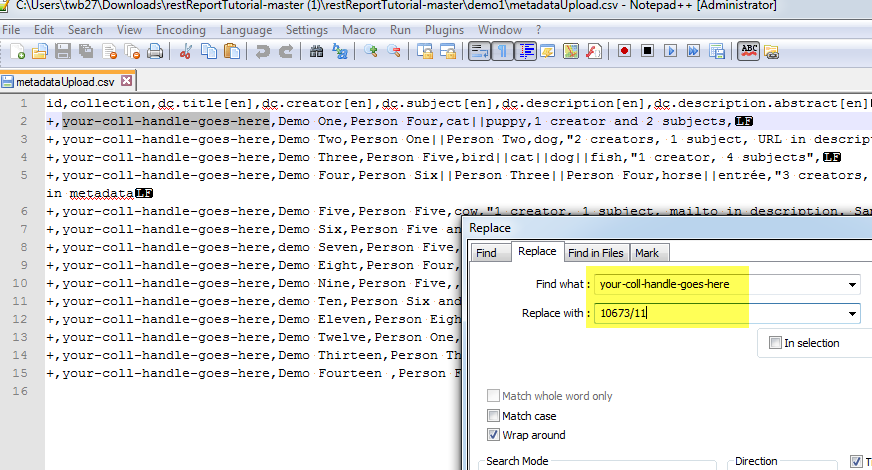 C:\Users\twb27\Downloads\restReportTutorial-master (1)\restReportTutorial-master\demo1\metadataUpload.csv - Notepad++ [Administrator]
File Edit Search View Encoding Language Settings Macro Run Plugins Window ?
metadataUpload.csv
1 id,collection,dc.title[en],dc.creator[en],dc.subject[en],dc.description[en],dc.description.abstract[en]
2 +,your-coll-handle-goes-here,Demo One,Person Four,cat||puppy,1 creator and 2 subjects,LF
3 +,your-coll-handle-goes-here,Demo Two,Person One||Person Two,dog,"2 creators, 1 subject, URL in descript
4 +,your-coll-handle-goes-here,Demo Three,Person Five,bird||cat||dog||fish,"1 creator, 4 subjects",LF
5 +,your-coll-handle-goes-here,Demo Four,Person Six||Person Three||Person Four,horse||entrée,"3 creators,
in metadataLF
6 +,your-coll-handle-goes-here,Demo Five,Person Five,cow,"1 creator, 1 subject, mailto in description. Sam
7 +,your-coll-handle-goes-here,Demo Six,Person Five an
8 +,your-coll-handle-goes-here,demo Seven,Person Five,
9 +,your-coll-handle-goes-here,Demo Eight,Person Four,
10 +,your-coll-handle-goes-here,Demo Nine,Person Five,,
11 +,your-coll-handle-goes-here,demo Ten,Person Six and
12 +,your-coll-handle-goes-here,Demo Eleven,Person Eigh
13 +,your-coll-handle-goes-here,Demo Twelve,Person One,
14 +,your-coll-handle-goes-here,Demo Thirteen,Person Th
15 +,your-coll-handle-goes-here,Demo Fourteen ,Person F
16
Replace
Find Replace Find in Files Mark
Find what : your-coll-handle-goes-here
Replace with : 10673/11
In selection
Match whole word only
Match case
Wrap around
Search Mode
Direction
T